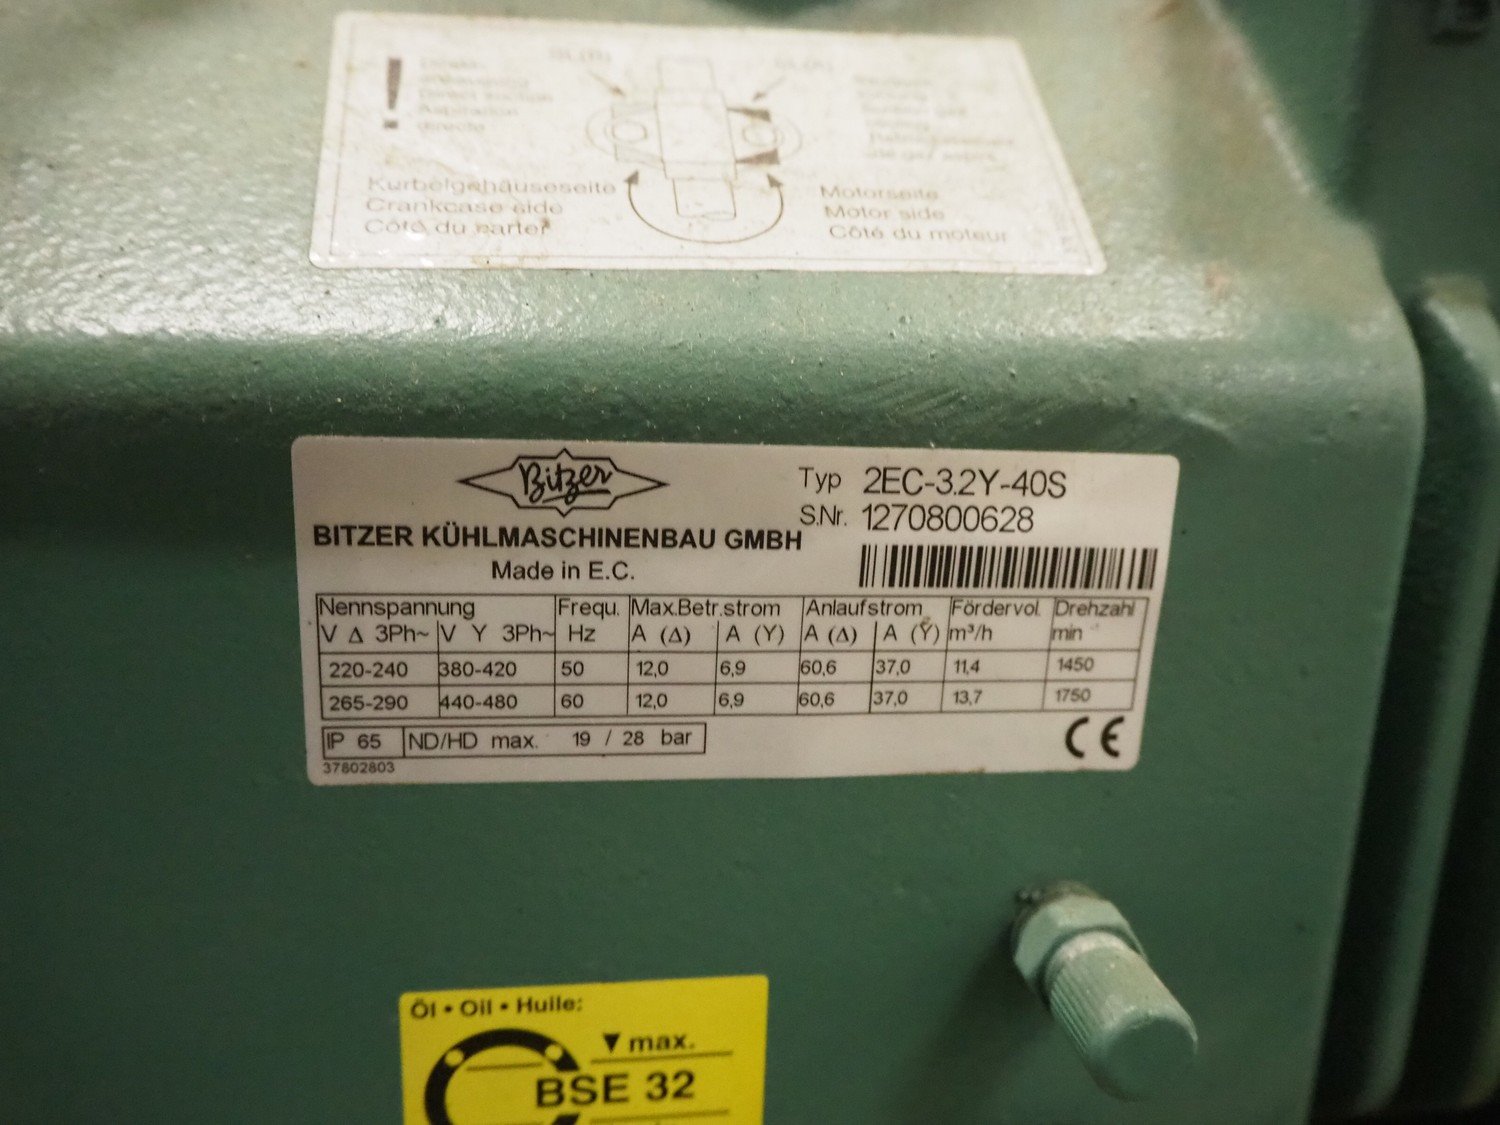 !
Kurbelgehäuseseite
Crankcase side
Côté du carter
Motorseite
Motor side
Côté du moteur
Bitzer
BITZER KÜHLMASCHINENBAU GMBH
Made in E.C.
Typ 2EC-3.2Y-40S
S.Nr. 1270800628
Nennspannung Frequ. Max.Betr.strom Anlaufstrom Fördervol. Drehzahl
V Δ 3Ph~ V Y 3Ph~ Hz A (Δ) A (Y) A (Δ) A (Y) m³/h min
220-240 380-420 50 12,0 6,9 60,6 37,0 11,4 1450
265-290 440-480 60 12,0 6,9 60,6 37,0 13,7 1750
IP 65 ND/HD max. 19 / 28 bar
CE
37802803
Öl • Oil • Huile:
▼ max.
BSE 32